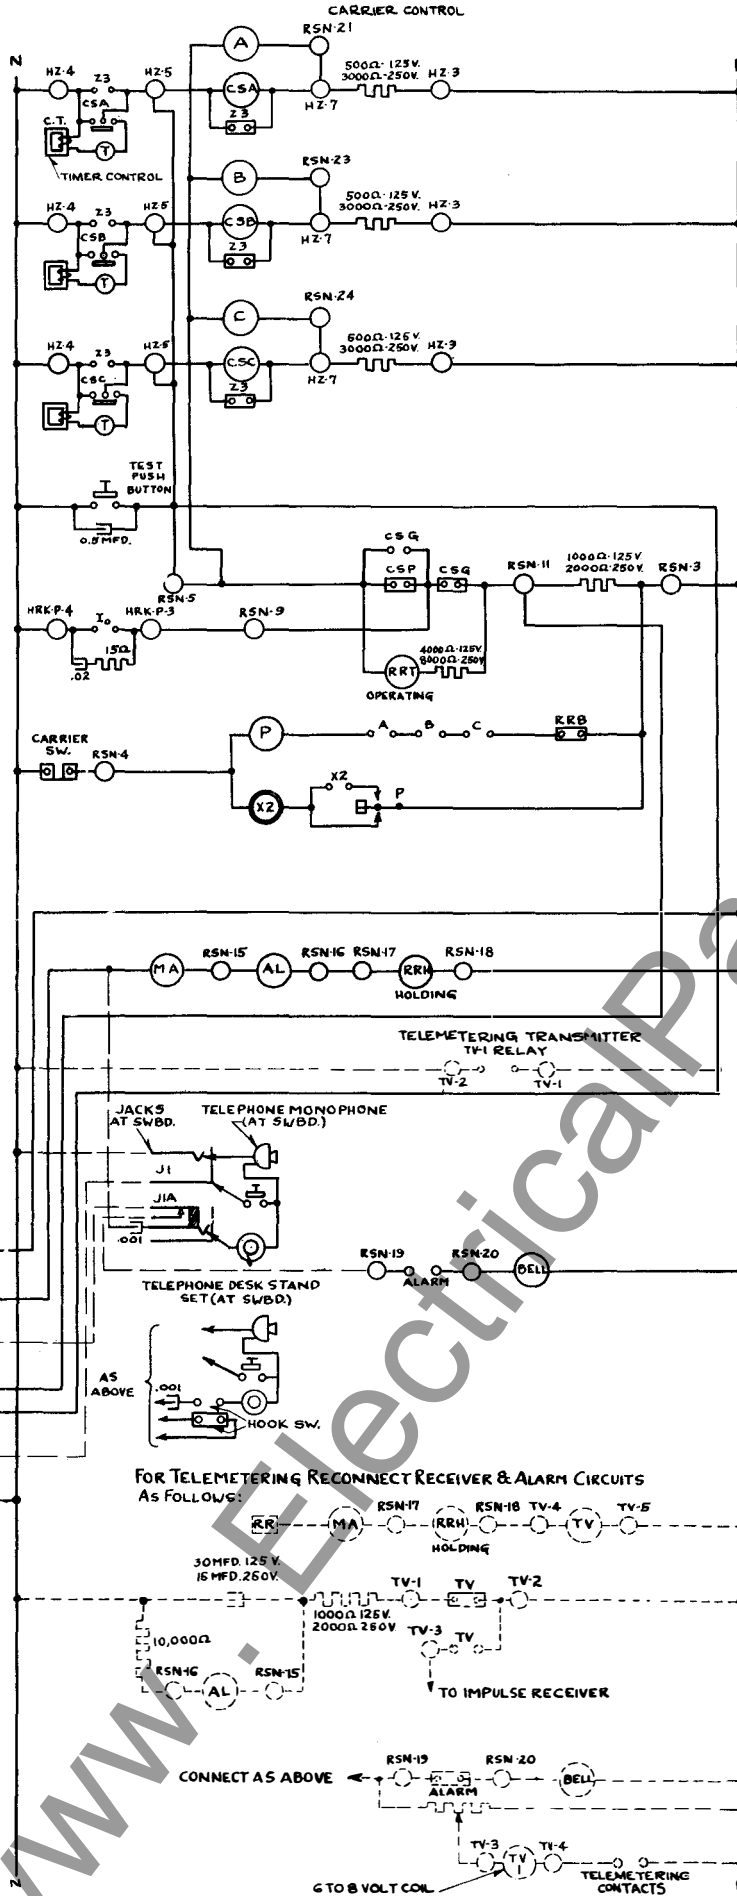 CARRIER CONTROL
N
RSN-21
A
HZ-4
Z3
HZ-5
CSA
500Ω-125V.
3000Ω-250V.
HZ-3
CSA
HZ-7
Z3
C.T.
T
TIMER CONTROL
RSN-23
B
HZ-4
Z3
HZ-5
CSB
500Ω-125V.
3000Ω-250V.
HZ-3
CSB
HZ-7
Z3
T
RSN-24
C
HZ-4
Z3
HZ-5
CSC
500Ω-125V.
3000Ω-250V.
HZ-3
CSC
HZ-7
Z3
T
TEST
PUSH
BUTTON
0.5 MFD.
CSG
CSP
CSG
RSN-11
1000Ω-125V
2000Ω-250V.
RSN-3
RSN-5
HRK-P-4
I₀
HRK-P-3
RSN-9
15Ω
.02
RRT
4000Ω-125V.
8000Ω-250V.
OPERATING
CARRIER
SW.
RSN-4
P
A
B
C
RRB
X2
X2
P
MA
RSN-15
AL
RSN-16
RSN-17
RRH
RSN-18
HOLDING
TELEMETERING TRANSMITTER
TV-1 RELAY
TV-2
TV-1
JACKS
AT SWBD.
TELEPHONE MONOPHONE
(AT SWBD.)
J1
J1A
.001
RSN-19
ALARM
RSN-20
BELL
TELEPHONE DESK STAND
SET (AT SWBD.)
AS
ABOVE
.001
HOOK SW.
FOR TELEMETERING RECONNECT RECEIVER & ALARM CIRCUITS
AS FOLLOWS:
RR
MA
RSN-17
RRH
RSN-18
TV-4
TV
TV-5
HOLDING
30MFD. 125V.
15MFD. 250V.
1000Ω 125V.
2000Ω 250V.
TV-1
TV
TV-2
10,000Ω
TV-3
TV
RSN-16
AL
RSN-15
TO IMPULSE RECEIVER
CONNECT AS ABOVE
RSN-19
ALARM
RSN-20
BELL
TV-3
TV
1
TV-4
6 TO 8 VOLT COIL
TELEMETERING
CONTACTS
N
www.ElectricalPa